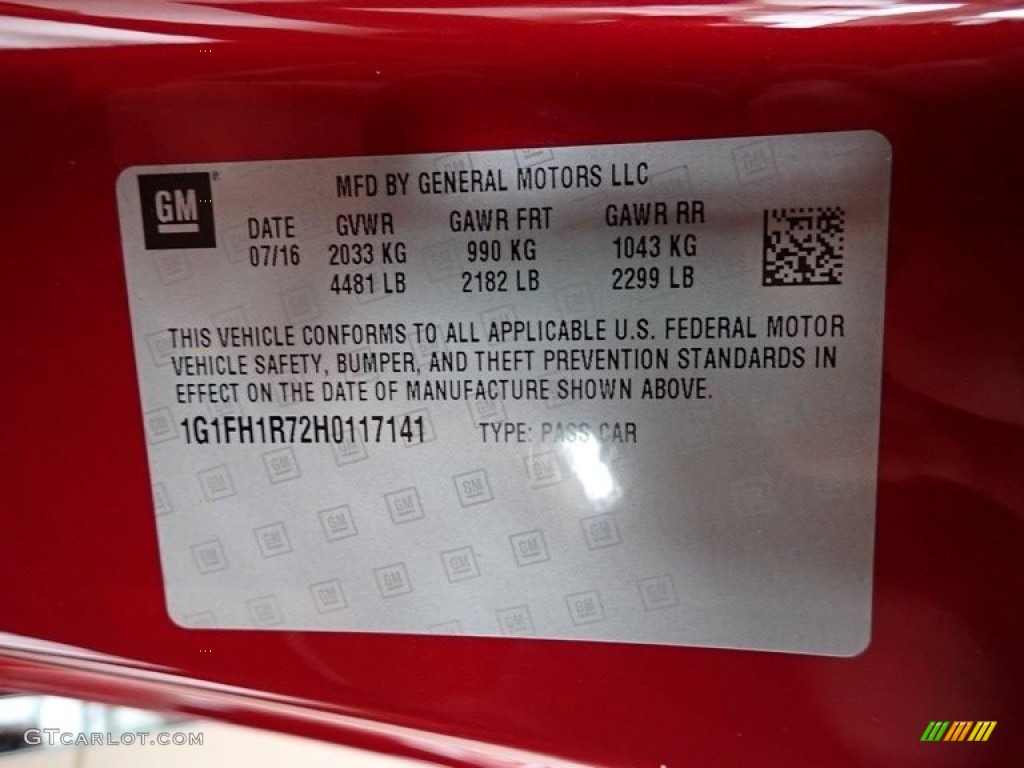 GM
MFD BY GENERAL MOTORS LLC
DATE GVWR GAWR FRT GAWR RR
07/16 2033 KG 990 KG 1043 KG
4481 LB 2182 LB 2299 LB
THIS VEHICLE CONFORMS TO ALL APPLICABLE U.S. FEDERAL MOTOR
VEHICLE SAFETY, BUMPER, AND THEFT PREVENTION STANDARDS IN
EFFECT ON THE DATE OF MANUFACTURE SHOWN ABOVE.
1G1FH1R72H0117141 TYPE: PASS CAR
GTcarlot.com